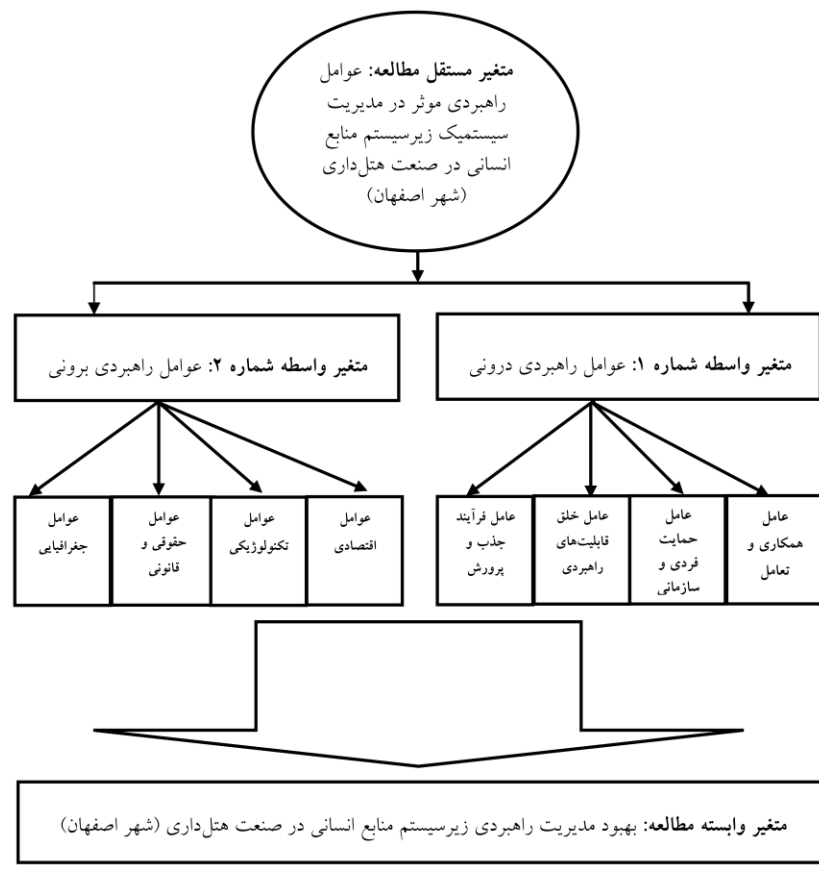 متغیر مستقل مطالعه: عوامل
راهبردی موثر در مدیریت
سیستمیک زیرسیستم منابع
انسانی در صنعت هتل‌داری
(شهر اصفهان)
متغیر واسطه شماره ۱: عوامل راهبردی درونی
متغیر واسطه شماره ۲: عوامل راهبردی برونی
عامل
همکاری و
تعامل
عامل
حمایت
فردی و
سازمانی
عامل خلق
قابلیت‌های
راهبردی
عامل فرآیند
جذب و
پرورش
عوامل
اقتصادی
عوامل
تکنولوژیکی
عوامل
حقوقی و
قانونی
عوامل
جغرافیایی
متغیر وابسته مطالعه: بهبود مدیریت راهبردی زیرسیستم منابع انسانی در صنعت هتل‌داری (شهر اصفهان)